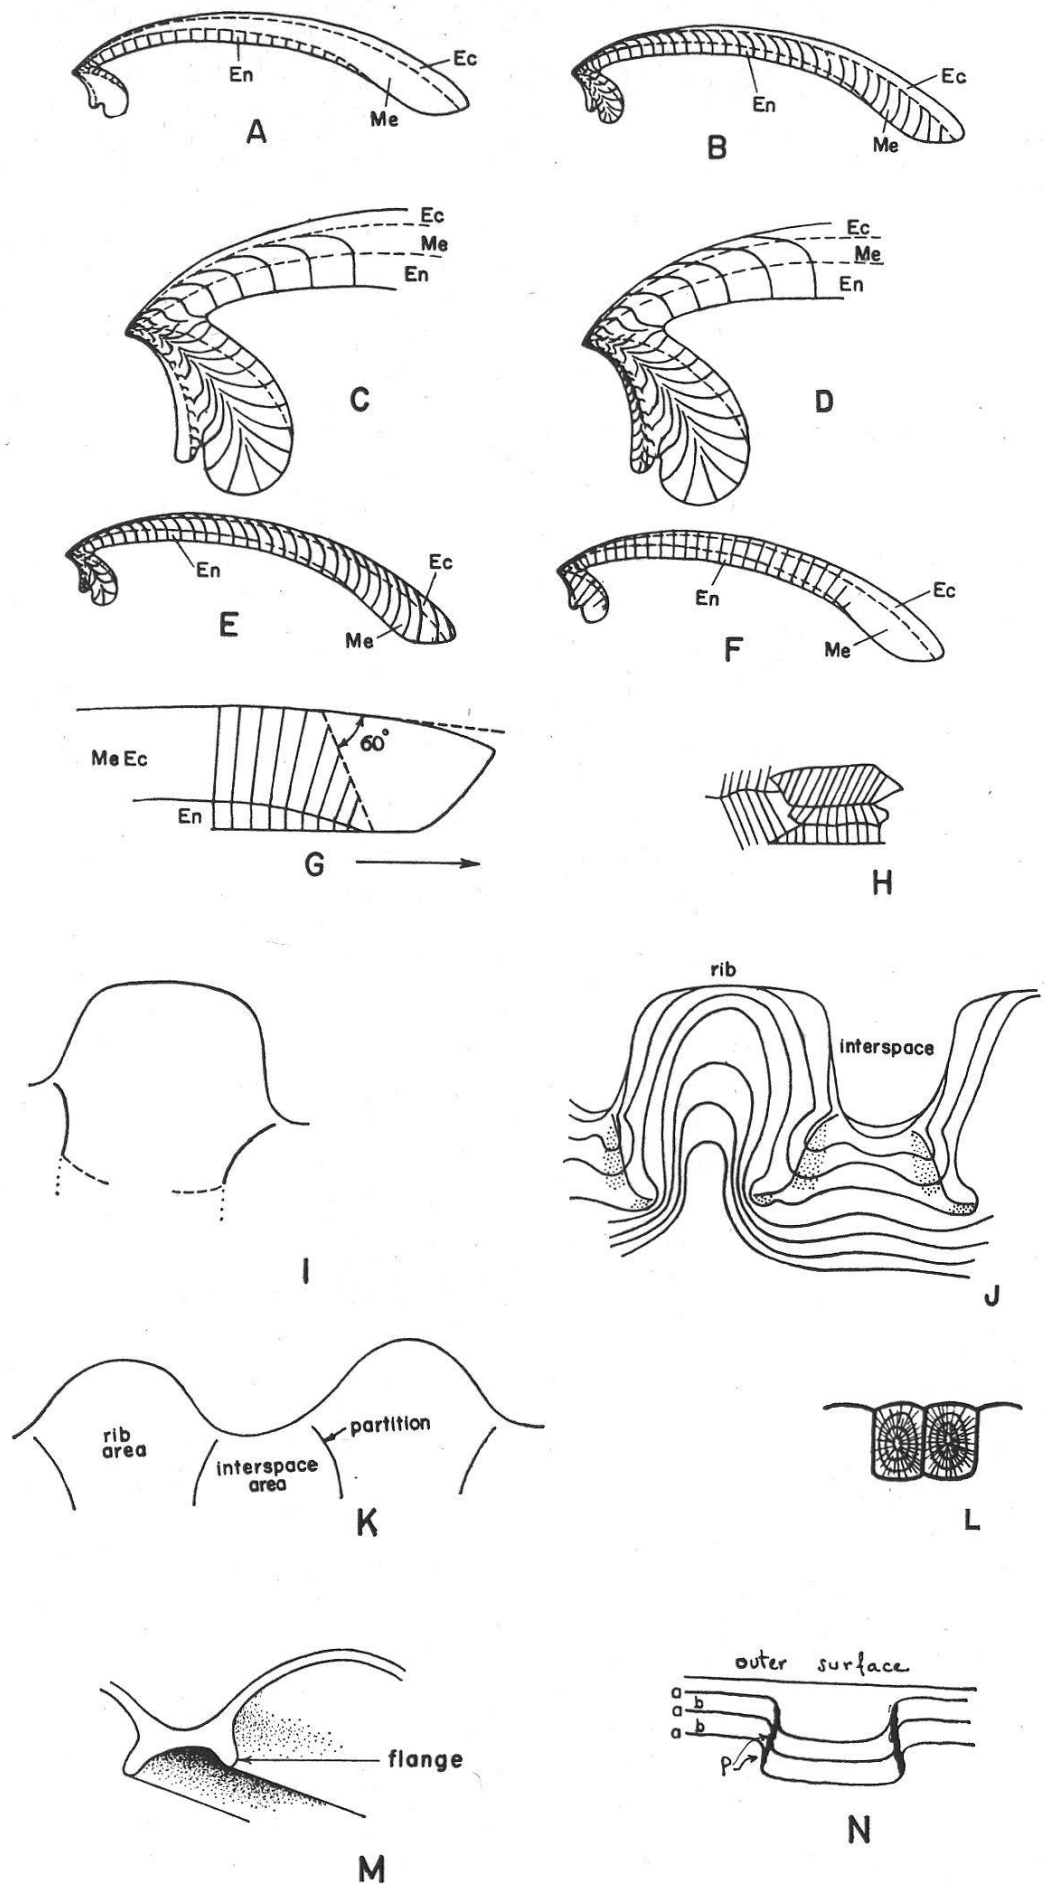 Ec
En
Me
A
Ec
En
Me
B
Ec
Me
En
C
Ec
Me
En
D
En
Ec
Me
E
En
Ec
Me
F
60°
Me Ec
En
G
H
rib
interspace
I
J
rib
area
partition
interspace
area
K
L
outer surface
a
b
a
b
a
p
flange
N
M